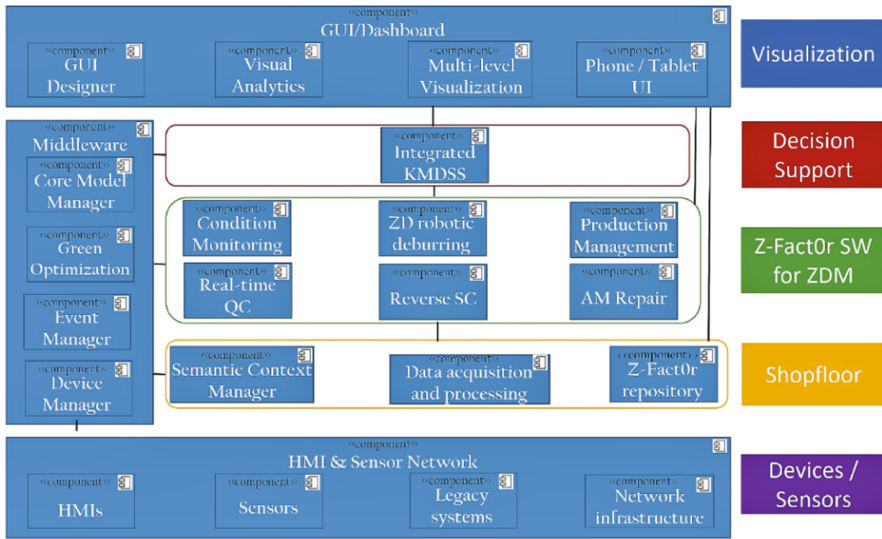 «component»
GUI/Dashboard
«component»
GUI
Designer
«component»
Visual
Analytics
«component»
Multi-level
Visualization
«component»
Phone / Tablet
UI
Visualization
«component»
Middleware
«component»
Core Model
Manager
«component»
Green
Optimization
«component»
Event
Manager
«component»
Device
Manager
«component»
Integrated
KMDSS
Decision
Support
«component»
Condition
Monitoring
«component»
ZD robotic
deburring
«component»
Production
Management
«component»
Real-time
QC
«component»
Reverse SC
«component»
AM Repair
Z-Fact0r SW
for ZDM
«component»
Semantic Context
Manager
«component»
Data acquisition
and processing
«component»
Z-Fact0r
repository
Shopfloor
«component»
HMI & Sensor Network
«component»
HMIs
«component»
Sensors
«component»
Legacy
systems
«component»
Network
infrastructure
Devices /
Sensors